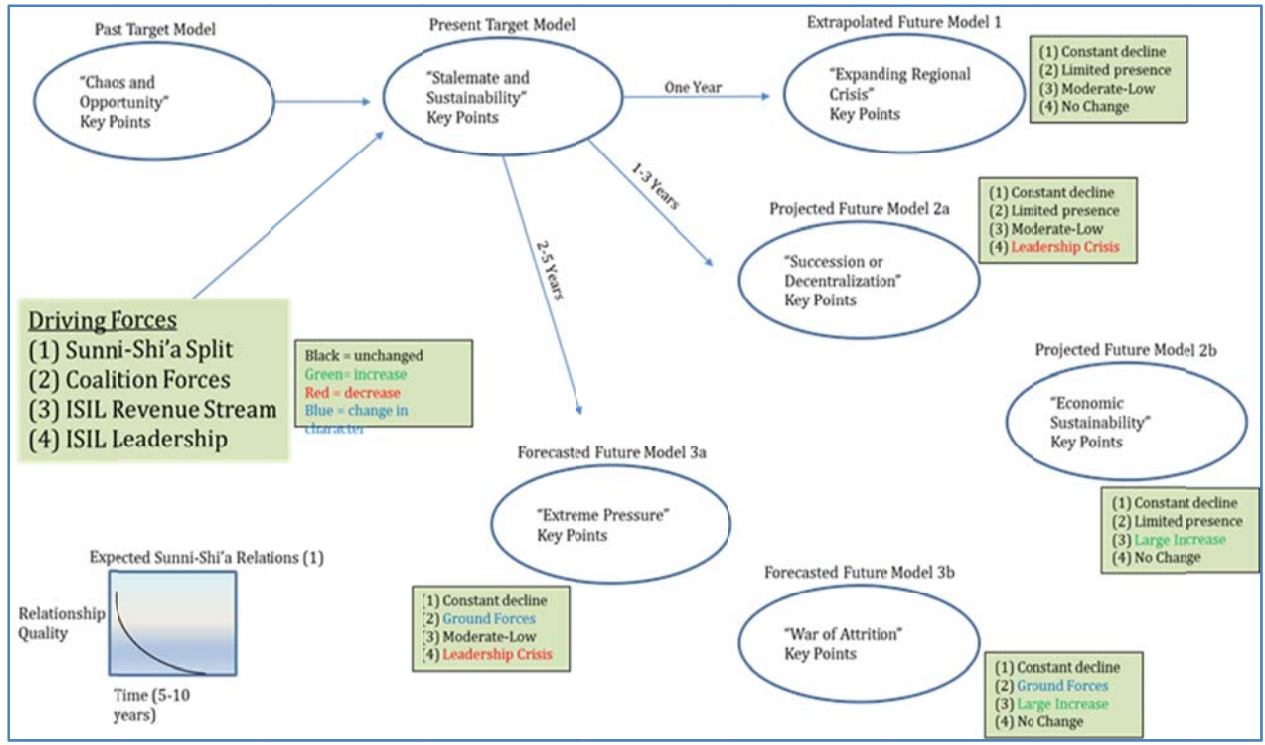 Past Target Model
"Chaos and
Opportunity"
Key Points
Present Target Model
"Stalemate and
Sustainability"
Key Points
One Year
Extrapolated Future Model 1
"Expanding Regional
Crisis"
Key Points
(1) Constant decline
(2) Limited presence
(3) Moderate-Low
(4) No Change
1-3 Years
Projected Future Model 2a
"Succession or
Decentralization"
Key Points
(1) Constant decline
(2) Limited presence
(3) Moderate-Low
(4) Leadership Crisis
2-5 Years
Driving Forces
(1) Sunni-Shi'a Split
(2) Coalition Forces
(3) ISIL Revenue Stream
(4) ISIL Leadership
Black = unchanged
Green= increase
Red = decrease
Blue = change in
character
Projected Future Model 2b
"Economic
Sustainability"
Key Points
(1) Constant decline
(2) Limited presence
(3) Large Increase
(4) No Change
Forecasted Future Model 3a
"Extreme Pressure"
Key Points
(1) Constant decline
(2) Ground Forces
(3) Moderate-Low
(4) Leadership Crisis
Forecasted Future Model 3b
"War of Attrition"
Key Points
(1) Constant decline
(2) Ground Forces
(3) Large Increase
(4) No Change
Expected Sunni-Shi'a Relations (1)
Relationship
Quality
Time (5-10
years)